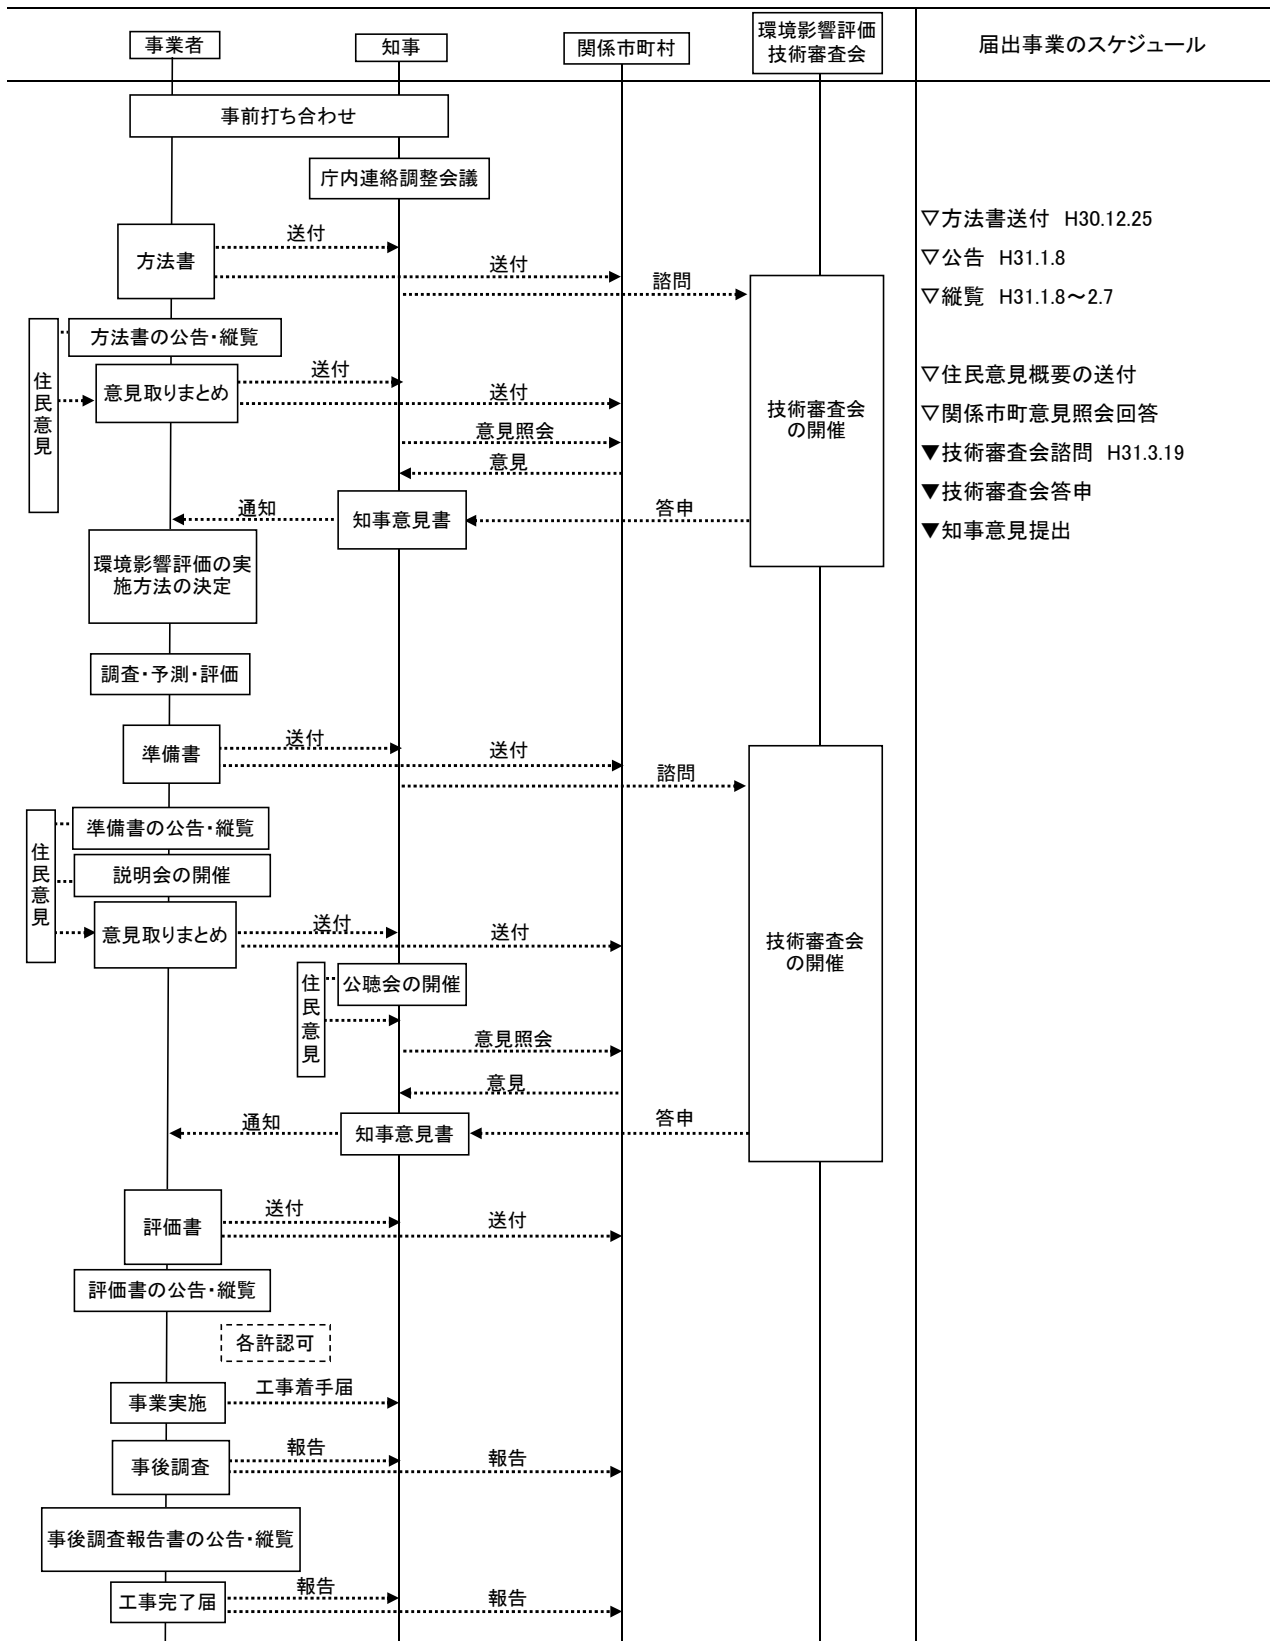 事業者
知事
関係市町村
環境影響評価
技術審査会
届出事業のスケジュール
事前打ち合わせ
庁内連絡調整会議
方法書
送付
送付
諮問
▽方法書送付 H30.12.25
▽公告 H31.1.8
▽縦覧 H31.1.8～2.7
方法書の公告・縦覧
住民意見
意見取りまとめ
送付
送付
意見照会
意見
技術審査会
の開催
▽住民意見概要の送付
▽関係市町意見照会回答
▼技術審査会諮問 H31.3.19
▼技術審査会答申
▼知事意見提出
通知
知事意見書
答申
環境影響評価の実
施方法の決定
調査・予測・評価
準備書
送付
送付
諮問
準備書の公告・縦覧
住民意見
説明会の開催
意見取りまとめ
送付
送付
技術審査会
の開催
住民意見
公聴会の開催
意見照会
意見
通知
知事意見書
答申
評価書
送付
送付
評価書の公告・縦覧
各許認可
事業実施
工事着手届
事後調査
報告
報告
事後調査報告書の公告・縦覧
工事完了届
報告
報告